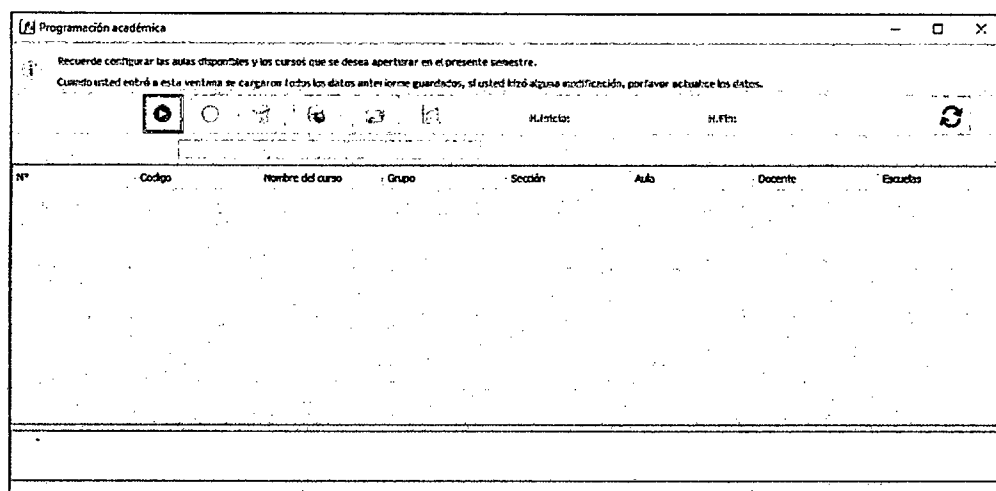 Programación académica
Recuerde configurar las aulas disponibles y los cursos que se desea aperturar en el presente semestre.
Cuando usted entró a esta ventana se cargaron todos los datos anteriorme guardados, si usted hizó alguna modificación, porfavor actualice los datos.
H.Inicio: H.Fin:
N° Codigo Nombre del curso Grupo Sección Aula Docente Escuelas